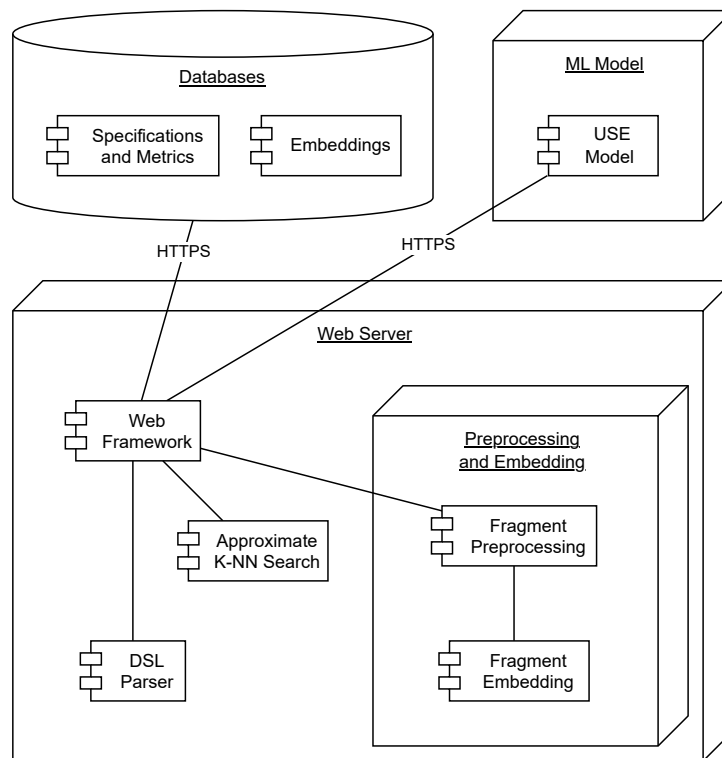 Databases
Specifications
and Metrics
Embeddings
ML Model
USE
Model
HTTPS
HTTPS
Web Server
Web
Framework
Preprocessing
and Embedding
Approximate
K-NN Search
Fragment
Preprocessing
DSL
Parser
Fragment
Embedding